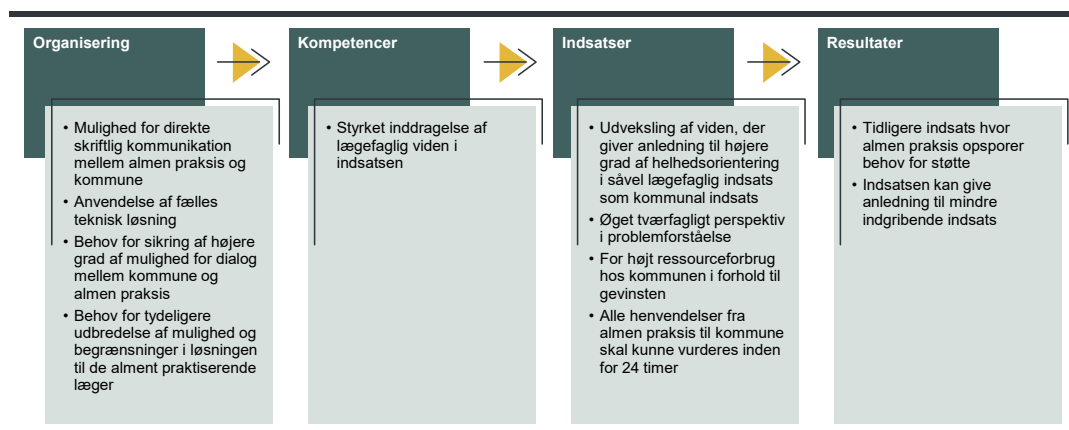 Organisering
• Mulighed for direkte
skriftlig kommunikation
mellem almen praksis og
kommune
• Anvendelse af fælles
teknisk løsning
• Behov for sikring af højere
grad af mulighed for dialog
mellem kommune og
almen praksis
• Behov for tydeligere
udbredelse af mulighed og
begrænsninger i løsningen
til de alment praktiserende
læger
Kompetencer
• Styrket inddragelse af
lægefaglig viden i
indsatsen
Indsatser
• Udveksling af viden, der
giver anledning til højere
grad af helhedsorientering
i såvel lægefaglig indsats
som kommunal indsats
• Øget tværfagligt perspektiv
i problemforståelse
• For højt ressourceforbrug
hos kommunen i forhold til
gevinsten
• Alle henvendelser fra
almen praksis til kommune
skal kunne vurderes inden
for 24 timer
Resultater
• Tidligere indsats hvor
almen praksis opsporer
behov for støtte
• Indsatsen kan give
anledning til mindre
indgribende indsats